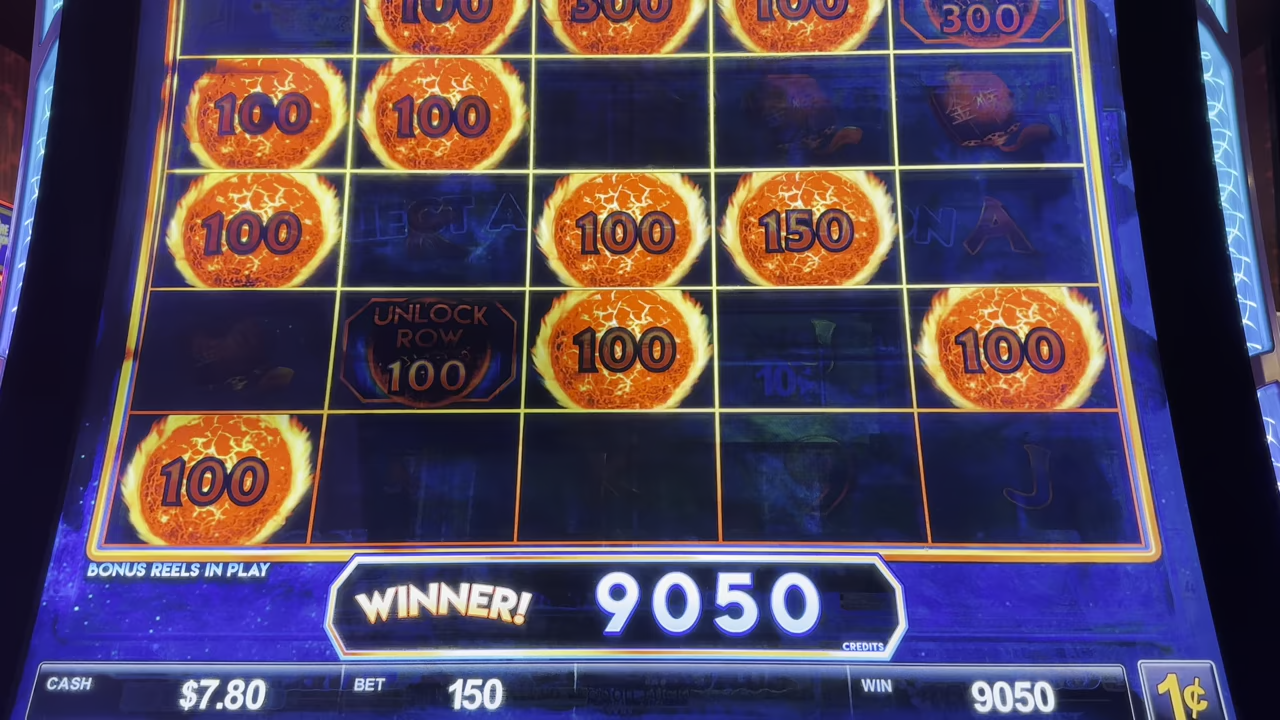 100 300 100 300
100 100
100 100 150
UNLOCK
ROW
100 100 100
100 J
BONUS REELS IN PLAY
WINNER! 9050
CREDITS
CASH $7.80 BET 150 WIN 9050 1¢